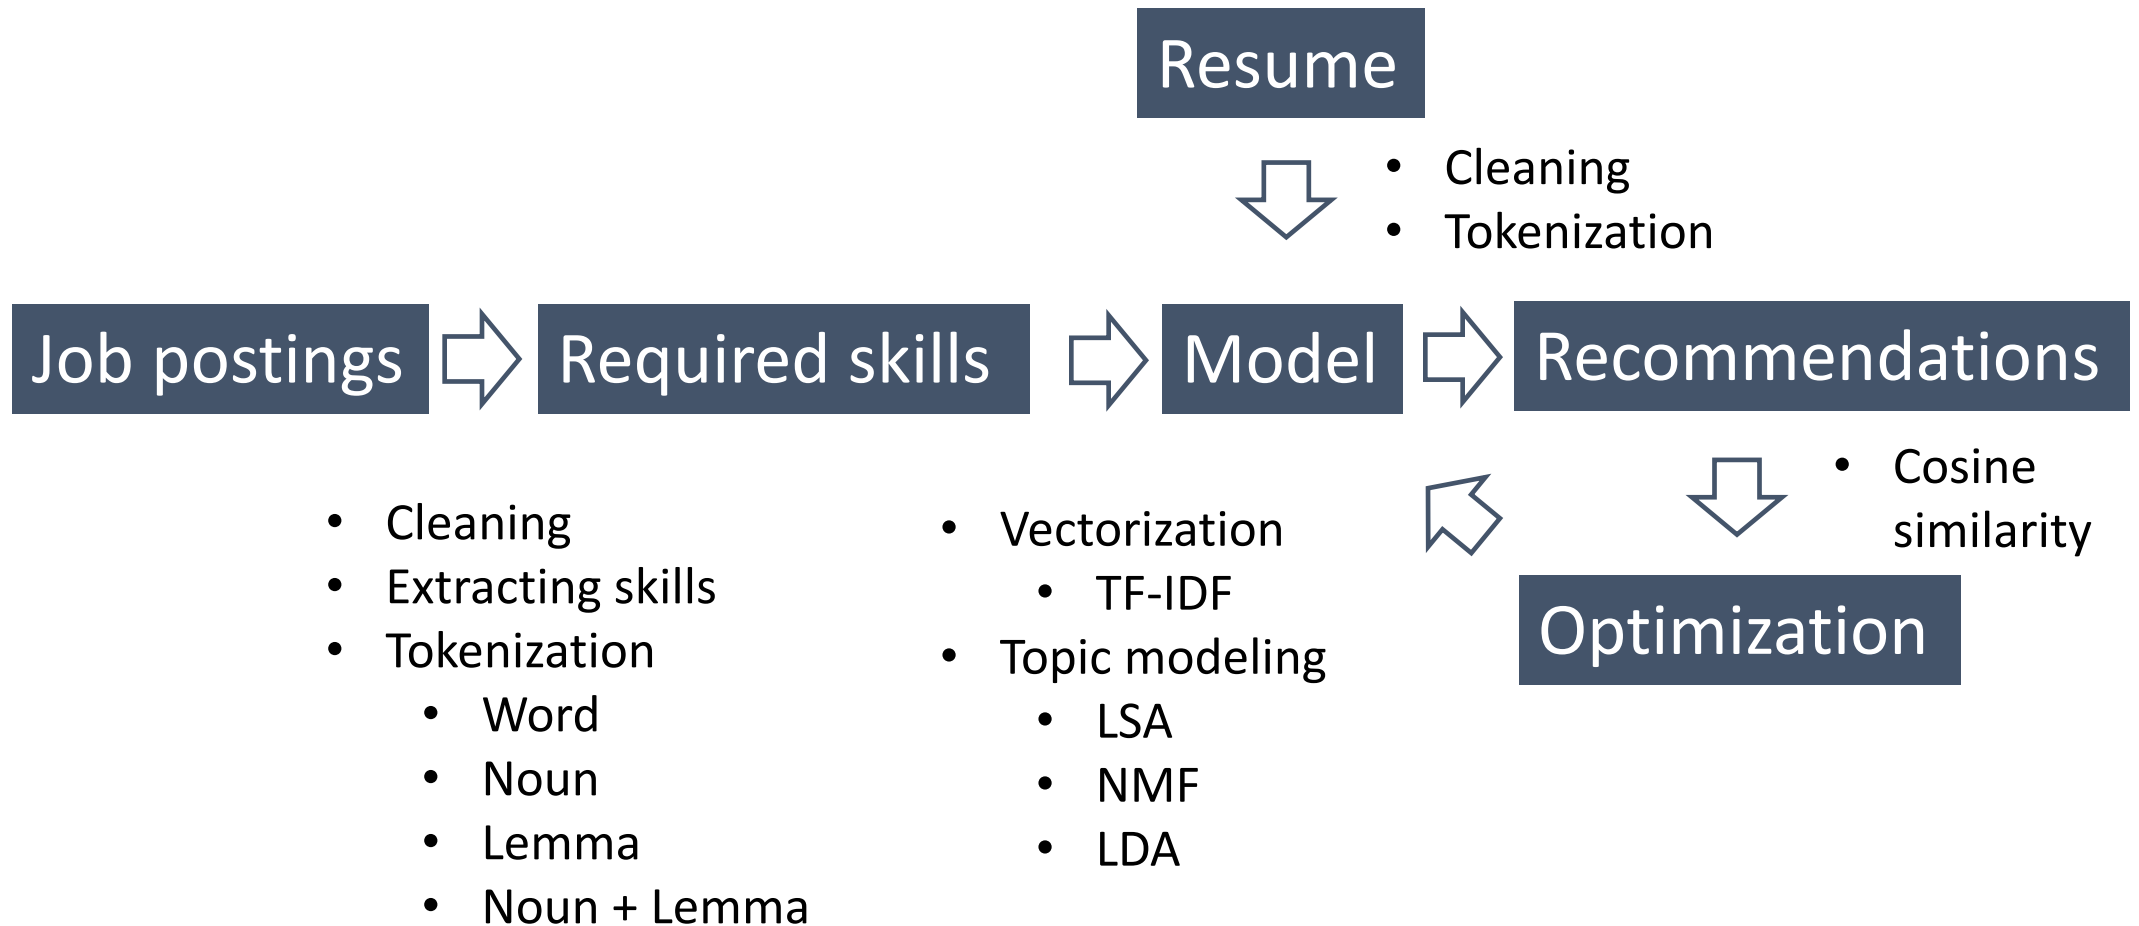 Resume
• Cleaning
• Tokenization
Job postings
Required skills
Model
Recommendations
• Cleaning
• Extracting skills
• Tokenization
• Word
• Noun
• Lemma
• Noun + Lemma
• Vectorization
• TF-IDF
• Topic modeling
• LSA
• NMF
• LDA
• Cosine
similarity
Optimization